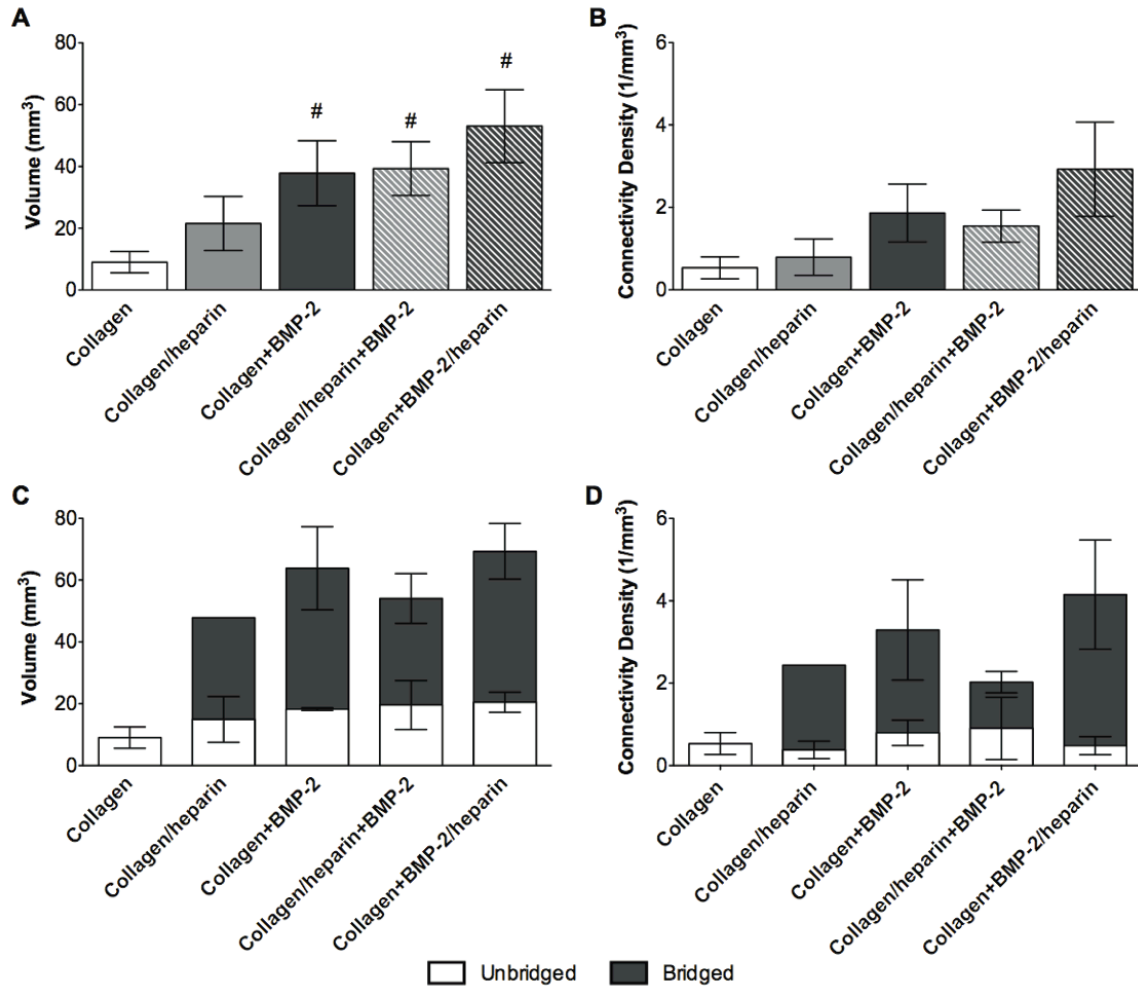 A
Volume (mm³)
80
60
40
20
0
#
#
#
Collagen
Collagen/heparin
Collagen+BMP-2
Collagen/heparin+BMP-2
Collagen+BMP-2/heparin
B
Connectivity Density (1/mm³)
6
4
2
0
Collagen
Collagen/heparin
Collagen+BMP-2
Collagen/heparin+BMP-2
Collagen+BMP-2/heparin
C
Volume (mm³)
80
60
40
20
0
Collagen
Collagen/heparin
Collagen+BMP-2
Collagen/heparin+BMP-2
Collagen+BMP-2/heparin
D
Connectivity Density (1/mm³)
6
4
2
0
Collagen
Collagen/heparin
Collagen+BMP-2
Collagen/heparin+BMP-2
Collagen+BMP-2/heparin
Unbridged
Bridged